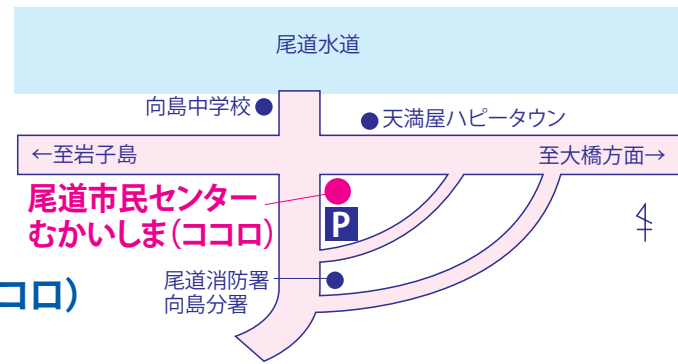 尾道水道
向島中学校
天満屋ハピータウン
←至岩子島
至大橋方面→
尾道市民センター
むかいしま(ココロ)
P
尾道消防署
向島分署
コロ)